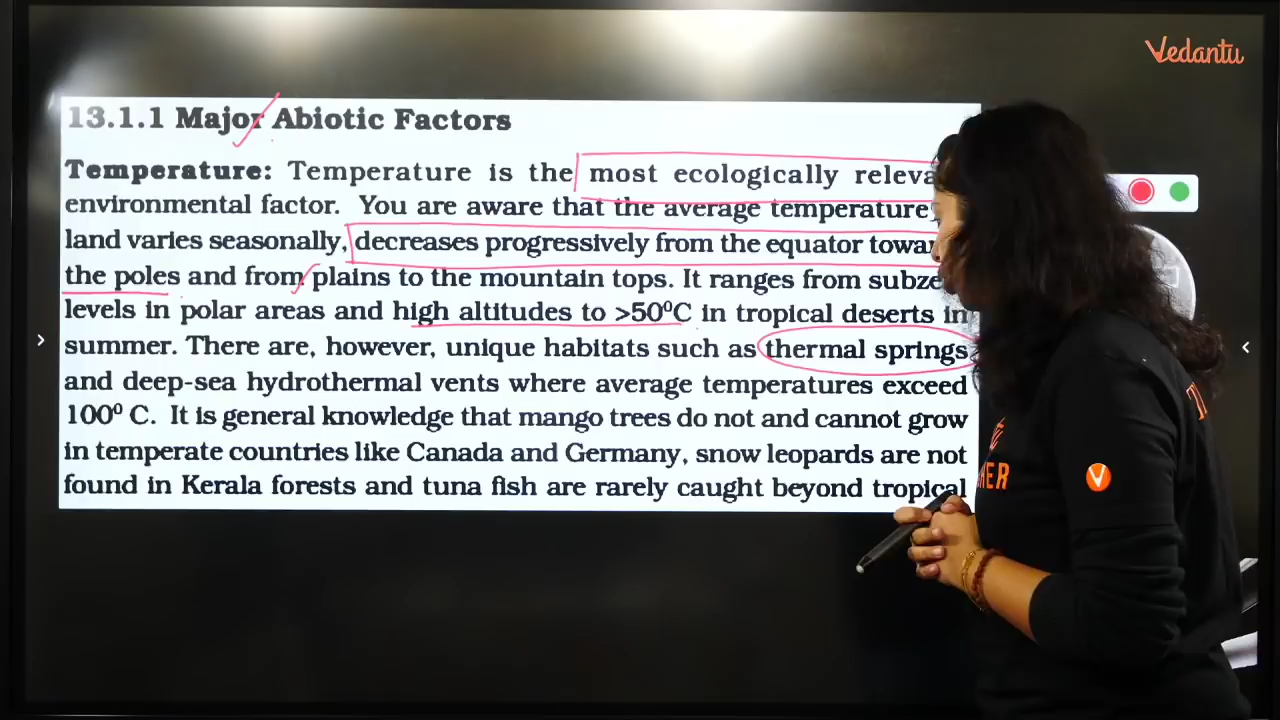 Vedantu
13.1.1 Major Abiotic Factors
Temperature: Temperature is the most ecologically
environmental factor. You are aware that the average temperature
land varies seasonally, decreases progressively from the equator
the poles and from plains to the mountain tops. It ranges from
levels in polar areas and high altitudes to >50⁰C in tropical deserts in
summer. There are, however, unique habitats such as thermal springs
and deep-sea hydrothermal vents where average temperatures exceed
100⁰ C. It is general knowledge that mango trees do not and cannot grow
in temperate countries like Canada and Germany, snow leopards are not
found in Kerala forests and tuna fish are rarely caught beyond tropical